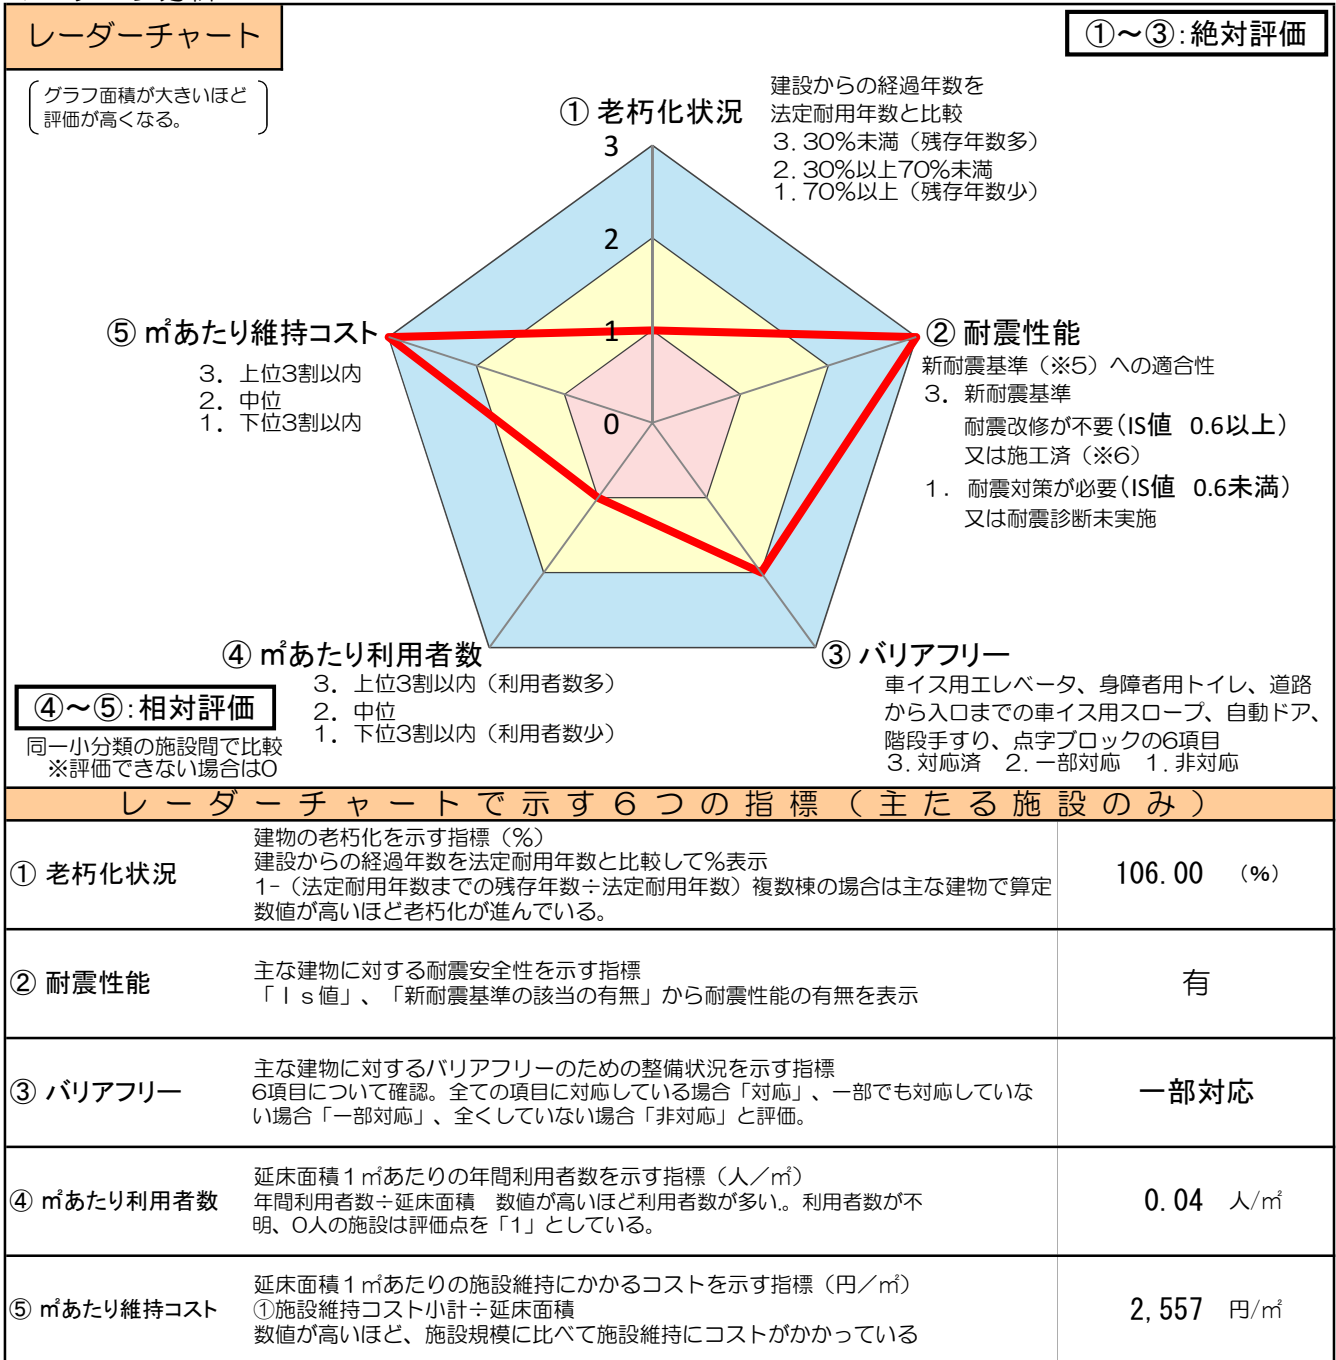 レーダーチャート
①～③:絶対評価
グラフ面積が大きいほど
評価が高くなる。
① 老朽化状況
建設からの経過年数を
法定耐用年数と比較
3. 30%未満（残存年数多）
2. 30%以上70%未満
1. 70%以上（残存年数少）
3
2
1
0
⑤ ㎡あたり維持コスト
3. 上位3割以内
2. 中位
1. 下位3割以内
② 耐震性能
新耐震基準（※5）への適合性
3. 新耐震基準
耐震改修が不要（IS値 0.6以上）
又は施工済（※6）
1. 耐震対策が必要（IS値 0.6未満）
又は耐震診断未実施
④ ㎡あたり利用者数
3. 上位3割以内（利用者数多）
2. 中位
1. 下位3割以内（利用者数少）
③ バリアフリー
車イス用エレベータ、身障者用トイレ、道路
から入口までの車イス用スロープ、自動ドア、
階段手すり、点字ブロックの6項目
3. 対応済 2. 一部対応 1. 非対応
④～⑤:相対評価
同一小分類の施設間で比較
※評価できない場合は0
レーダーチャートで示す６つの指標（主たる施設のみ）
① 老朽化状況
建物の老朽化を示す指標（%）
建設からの経過年数を法定耐用年数と比較して%表示
1-（法定耐用年数までの残存年数÷法定耐用年数）複数棟の場合は主な建物で算定
数値が高いほど老朽化が進んでいる。
106.00 （%）
② 耐震性能
主な建物に対する耐震安全性を示す指標
「Ｉｓ値」、「新耐震基準の該当の有無」から耐震性能の有無を表示
有
③ バリアフリー
主な建物に対するバリアフリーのための整備状況を示す指標
6項目について確認。全ての項目に対応している場合「対応」、一部でも対応していな
い場合「一部対応」、全くしていない場合「非対応」と評価。
一部対応
④ ㎡あたり利用者数
延床面積１㎡あたりの年間利用者数を示す指標（人／㎡）
年間利用者数÷延床面積 数値が高いほど利用者数が多い。利用者数が不
明、0人の施設は評価点を「1」としている。
0.04 人/㎡
⑤ ㎡あたり維持コスト
延床面積１㎡あたりの施設維持にかかるコストを示す指標（円／㎡）
①施設維持コスト小計÷延床面積
数値が高いほど、施設規模に比べて施設維持にコストがかかっている
2,557 円/㎡